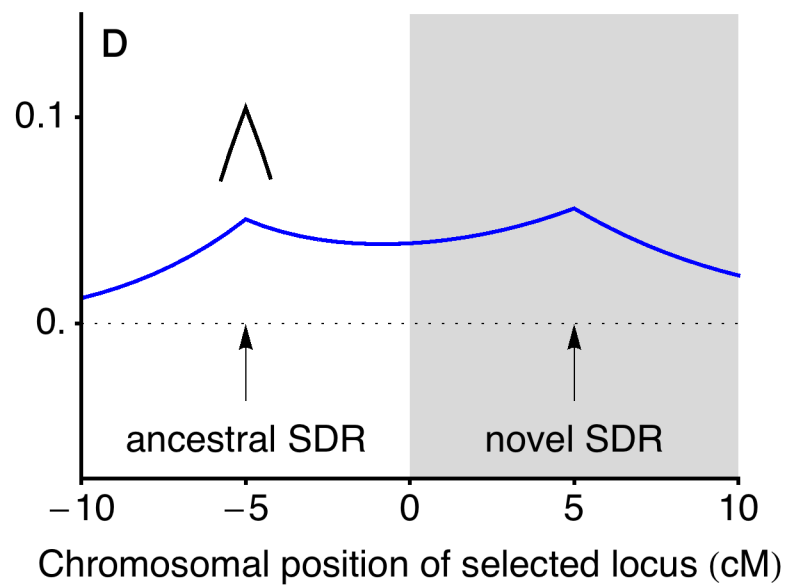 D
0.1
0.
ancestral SDR
novel SDR
−10
−5
0
5
10
Chromosomal position of selected locus (cM)